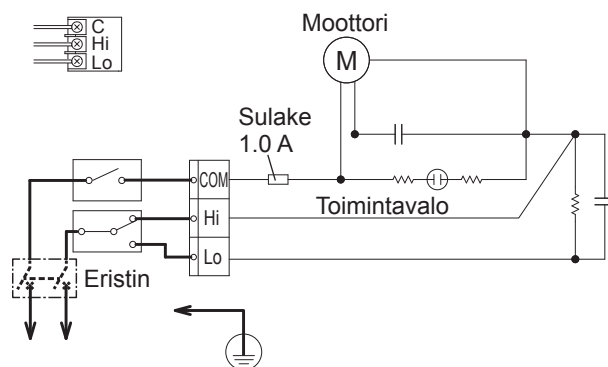 C
Hi
Lo
Moottori
M
Sulake
1.0 A
COM
Toimintavalo
Hi
Lo
Eristin